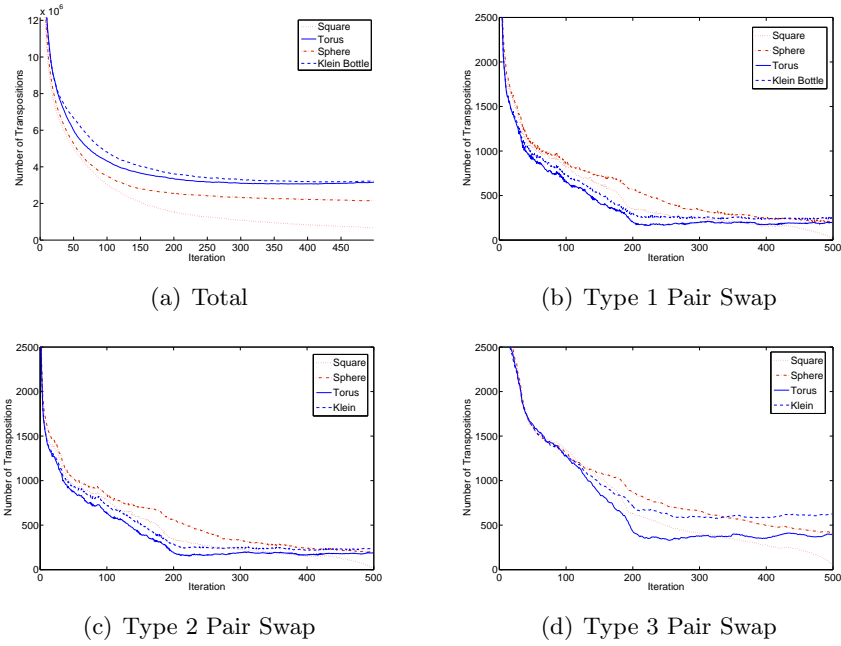 x 10^6
12
10
8
6
4
2
0
Number of Transpositions
50 100 150 200 250 300 350 400 450
Iteration
Square
Torus
Sphere
Klein Bottle
(a) Total
2500
2000
1500
1000
500
0
Number of Transpositions
0 100 200 300 400 500
Iteration
Square
Sphere
Torus
Klein Bottle
(b) Type 1 Pair Swap
2500
2000
1500
1000
500
0
Number of Transpositions
0 100 200 300 400 500
Iteration
Square
Sphere
Torus
Klein
(c) Type 2 Pair Swap
2500
2000
1500
1000
500
0
Number of Transpositions
0 100 200 300 400 500
Iteration
Square
Sphere
Torus
Klein
(d) Type 3 Pair Swap